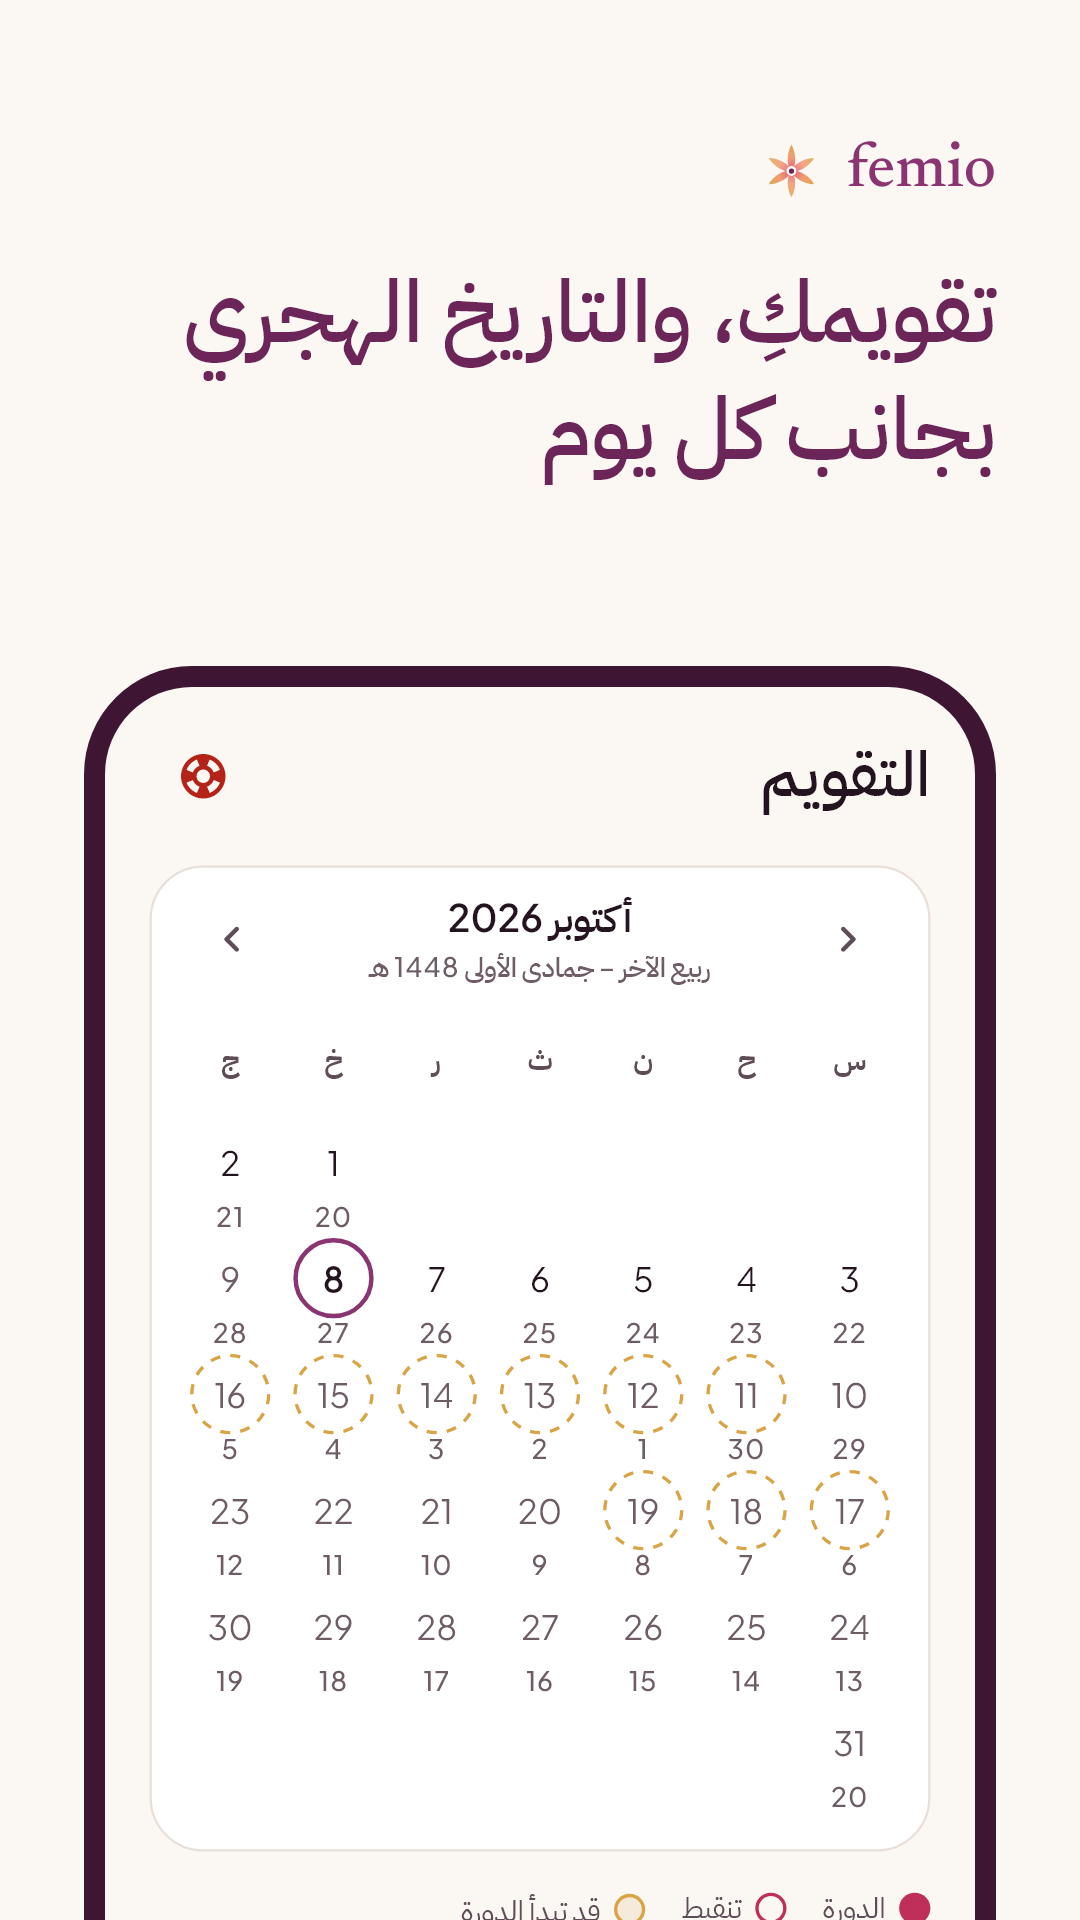 femio
تقويمكِ، والتاريخ الهجري
بجانب كل يوم
التقويم
أكتوبر 2026
ربيع الآخر – جمادى الأولى 1448 هـ
س ح ن ث ر خ ج
1 2
20 21
3 4 5 6 7 8 9
22 23 24 25 26 27 28
10 11 12 13 14 15 16
29 30 1 2 3 4 5
17 18 19 20 21 22 23
6 7 8 9 10 11 12
24 25 26 27 28 29 30
13 14 15 16 17 18 19
31
20
الدورة تنقيط قد تبدأ الدورة